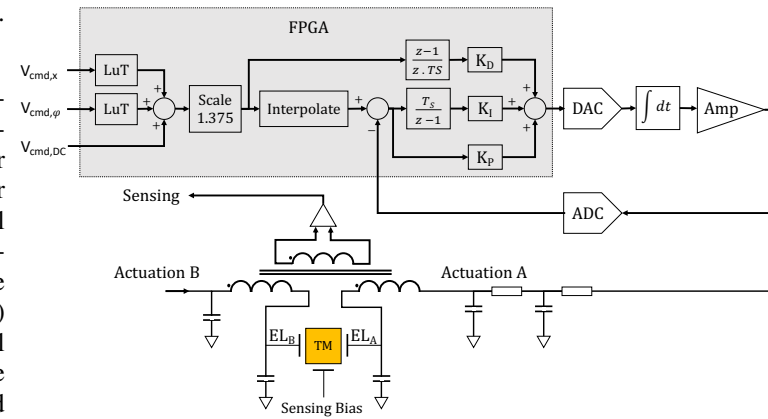 FPGA
z−1
z . TS
K_D
V_cmd,x
LuT
V_cmd,φ
LuT
V_cmd,DC
+
+
+
Scale
1.375
Interpolate
+
−
T_S
z −1
K_I
K_P
+
+
+
DAC
∫ dt
Amp
Sensing
ADC
Actuation B
Actuation A
EL_B
TM
EL_A
Sensing Bias